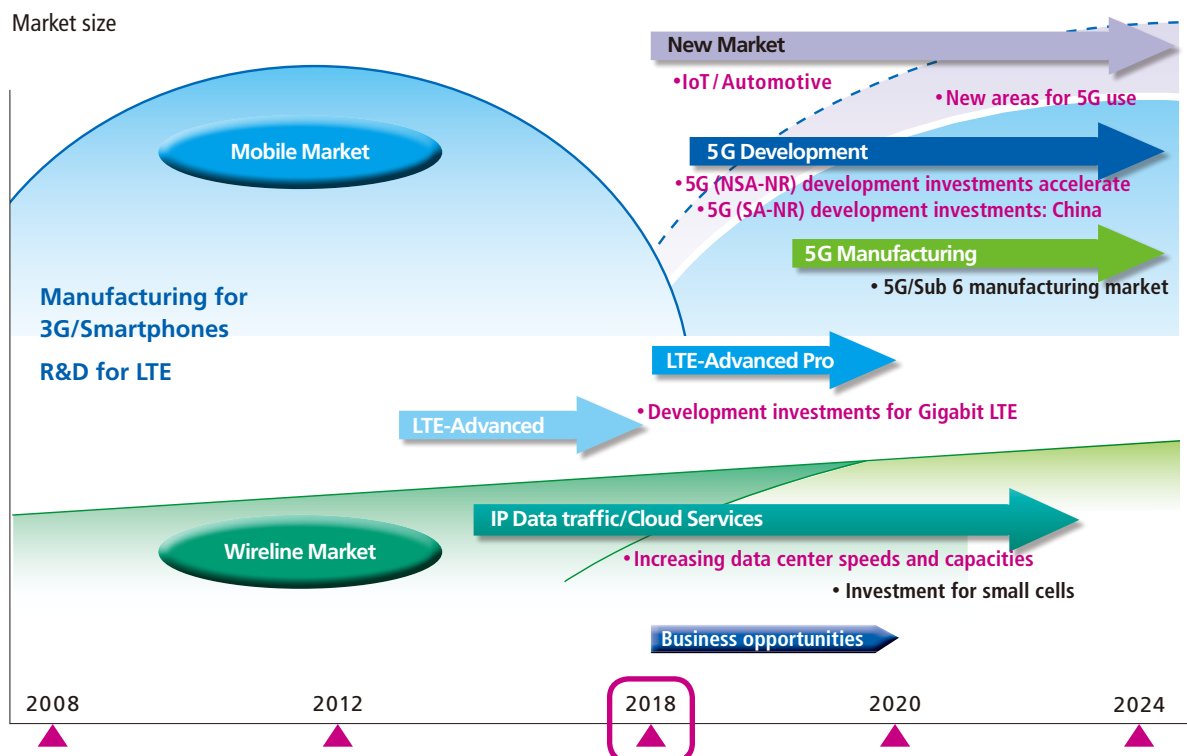 Market size
New Market
•IoT / Automotive
•New areas for 5G use
Mobile Market
5G Development
•5G (NSA-NR) development investments accelerate
•5G (SA-NR) development investments: China
5G Manufacturing
• 5G/Sub 6 manufacturing market
Manufacturing for
3G/Smartphones
R&D for LTE
LTE-Advanced Pro
•Development investments for Gigabit LTE
LTE-Advanced
IP Data traffic/Cloud Services
Wireline Market
•Increasing data center speeds and capacities
• Investment for small cells
Business opportunities
2008 2012 2018 2020 2024